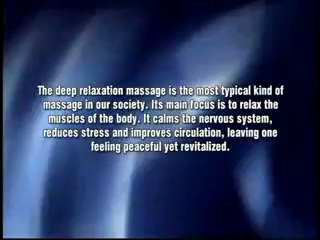 The deep relaxation massage is the most typical kind of
massage in our society. Its main focus is to relax the
muscles of the body. It calms the nervous system,
reduces stress and improves circulation, leaving one
feeling peaceful yet revitalized.